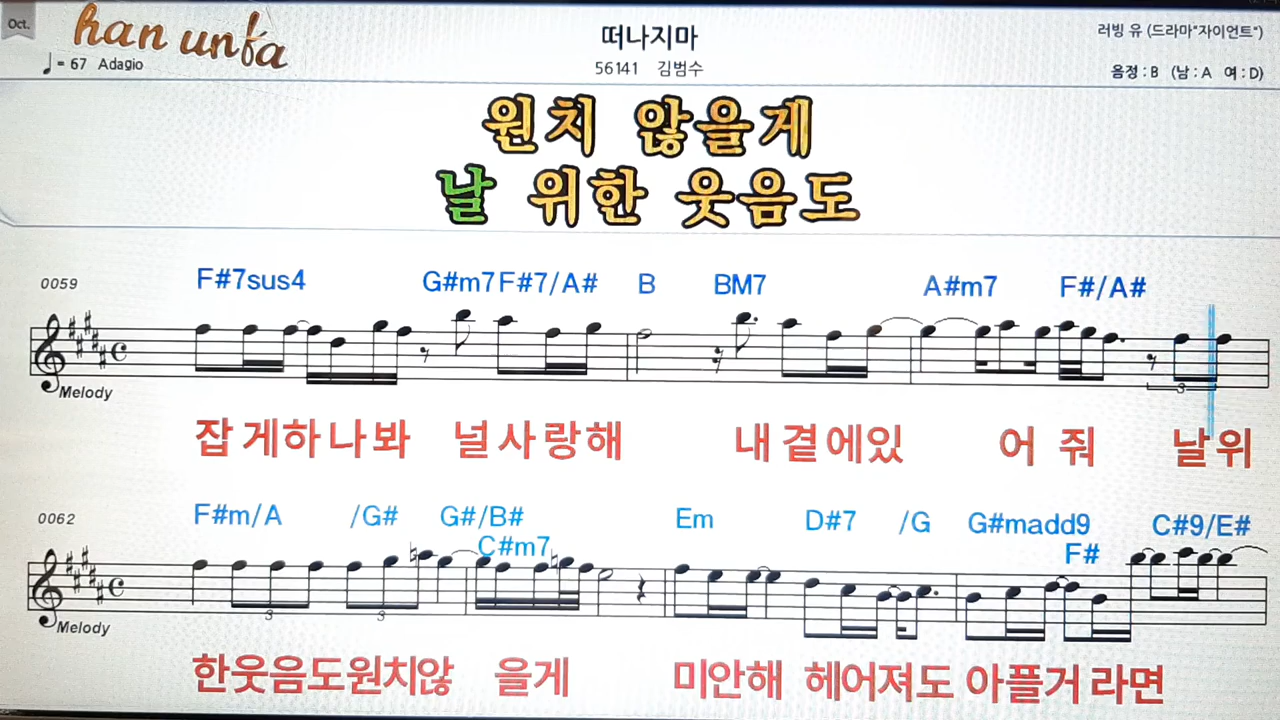 Oct.
han unfa
♩= 67 Adagio
떠나지마
56141 김범수
러빙 유 (드라마"자이언트")
음정 : B (남 : A 여 : D)
원치 않을게
날 위한 웃음도
0059
F#7sus4 G#m7 F#7/A# B BM7 A#m7 F#/A#
3
Melody
잡 게하 나 봐 널 사 랑 해 내 곁 에 있 어 줘 날 위
0062
F#m/A /G# G#/B# Em D#7 /G G#madd9 C#9/E#
C#m7 F#
3 3
Melody
한웃음도원치않 을게 미안해 헤어져도 아플거 라면